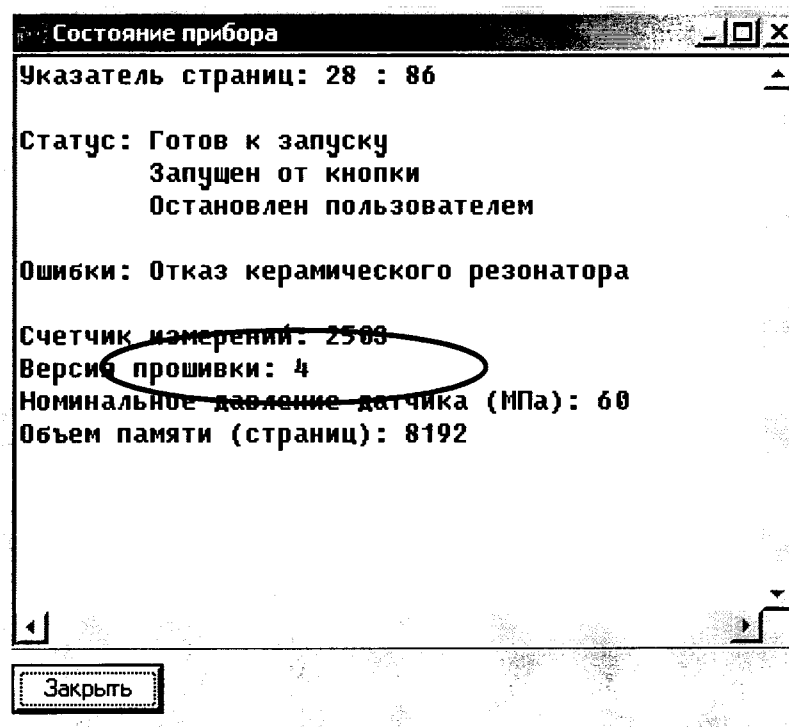 Состояние прибора
Указатель страниц: 28 : 86
Статус: Готов к запуску
Запущен от кнопки
Остановлен пользователем
Ошибки: Отказ керамического резонатора
Счетчик измерений: 2503
Версия прошивки: 4
Номинальное давление датчика (МПа): 60
Объем памяти (страниц): 8192
Закрыть